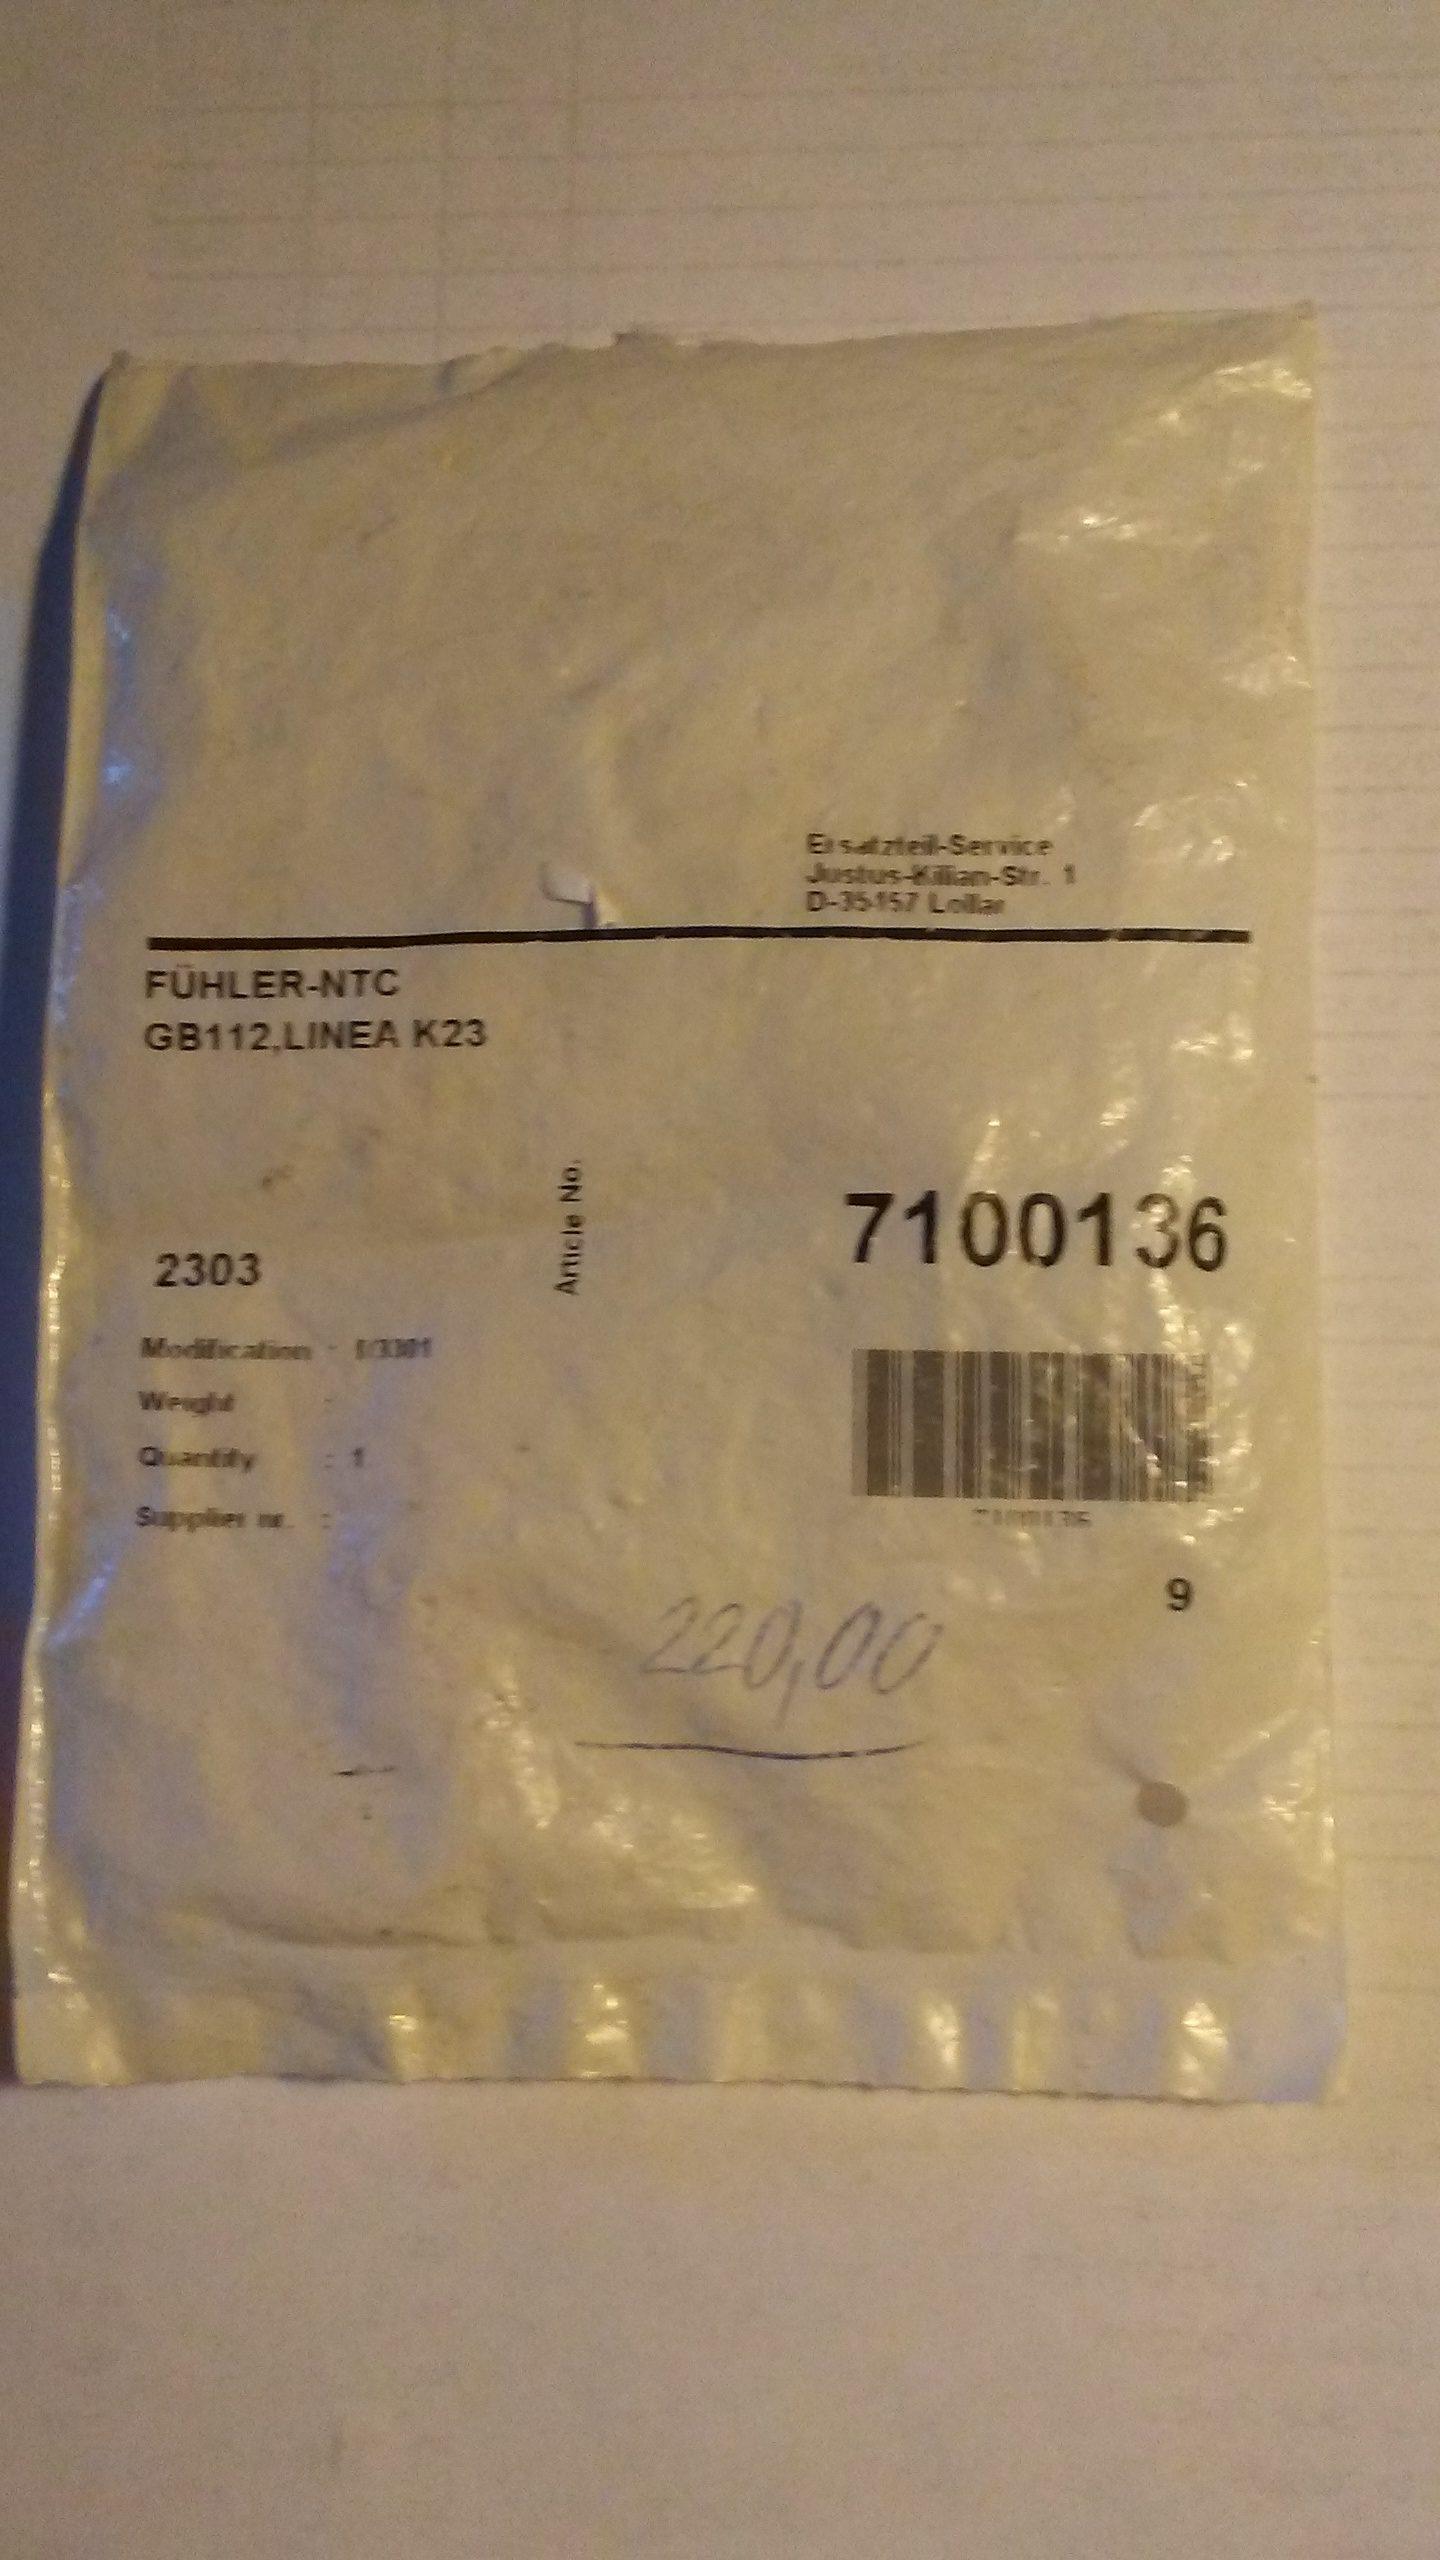 Ersatzteil-Service
Justus-Kilian-Str. 1
D-35457 Lollar
FÜHLER-NTC
GB112,LINEA K23
Article No.
7100136
2303
Modification :
Weight :
Quantity : 1
Supplier nr. :
7100136
9
220,00